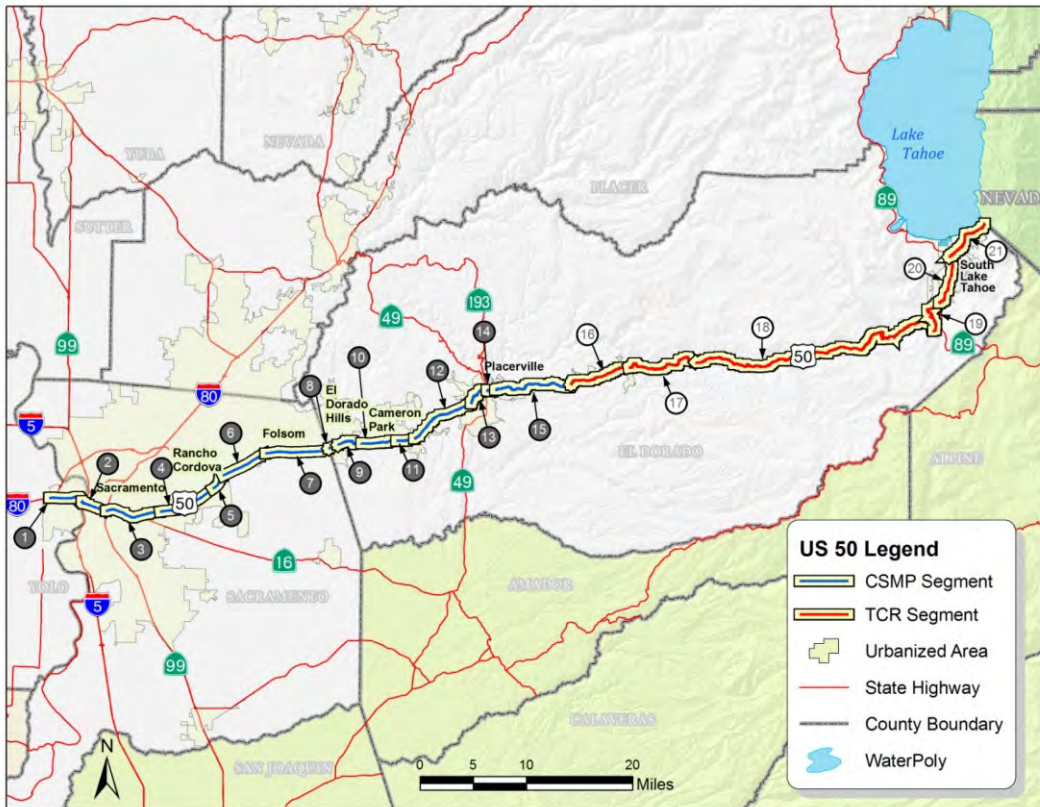 Lake
Tahoe
NEVADA
YUBA
PLACER
SUTTER
89
NEVAD
99
193
49
21
20
South
Lake
Tahoe
80
14
16
18
19
10
Placerville
50
89
12
8
El
Dorado
Hills
5
Cameron
Park
6
Folsom
17
15
13
Rancho
Cordova
2
4
9
11
EL DORADO
7
Sacramento
49
ALPINE
80
50
5
1
3
16
US 50 Legend
YOLO
AMADOR
CSMP Segment
5
SACRAMENTO
TCR Segment
Urbanized Area
99
State Highway
CALAVERAS
County Boundary
N
0 5 10 20
Miles
WaterPoly
SAN JOAQUIN